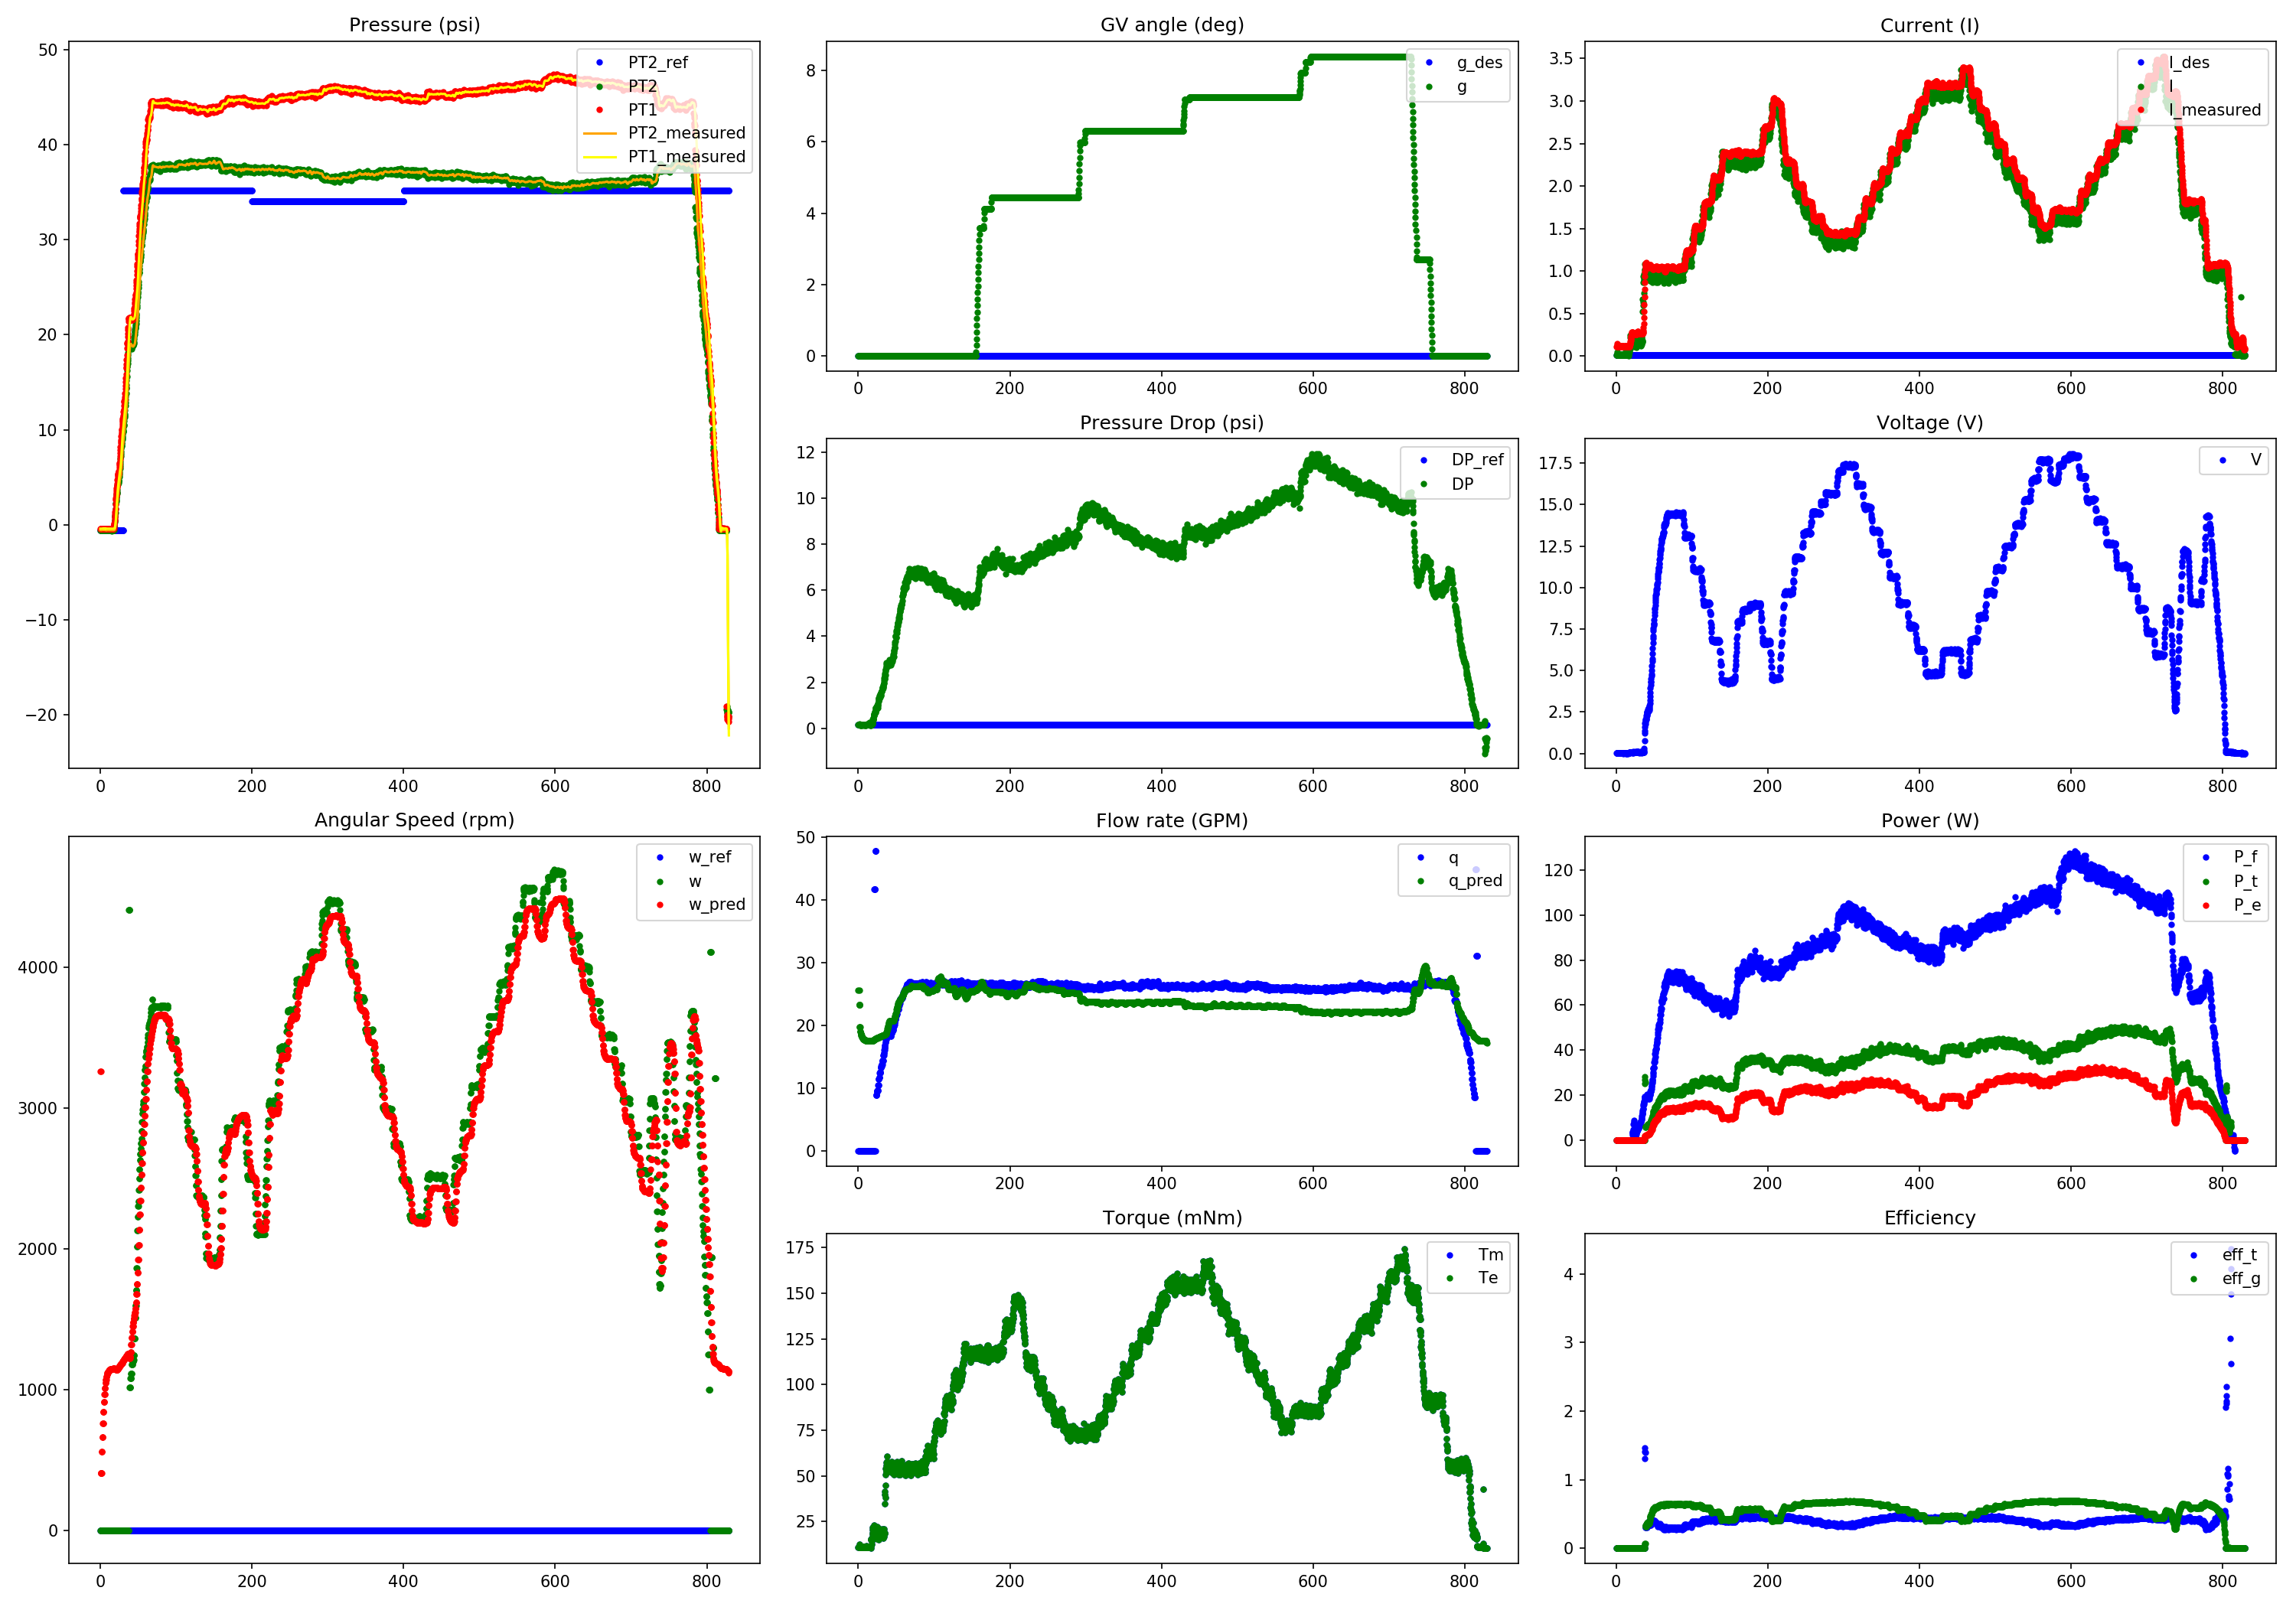 Pressure (psi)
50
40
30
20
10
0
−10
−20
0 200 400 600 800
PT2_ref
PT2
PT1
PT2_measured
PT1_measured
GV angle (deg)
8
6
4
2
0
0 200 400 600 800
g_des
g
Current (I)
3.5
3.0
2.5
2.0
1.5
1.0
0.5
0.0
0 200 400 600 800
I_des
I
I_measured
Pressure Drop (psi)
12
10
8
6
4
2
0
0 200 400 600 800
DP_ref
DP
Voltage (V)
17.5
15.0
12.5
10.0
7.5
5.0
2.5
0.0
0 200 400 600 800
V
Angular Speed (rpm)
4000
3000
2000
1000
0
0 200 400 600 800
w_ref
w
w_pred
Flow rate (GPM)
50
40
30
20
10
0
0 200 400 600 800
q
q_pred
Power (W)
120
100
80
60
40
20
0
0 200 400 600 800
P_f
P_t
P_e
Torque (mNm)
175
150
125
100
75
50
25
0 200 400 600 800
Tm
Te
Efficiency
4
3
2
1
0
0 200 400 600 800
eff_t
eff_g